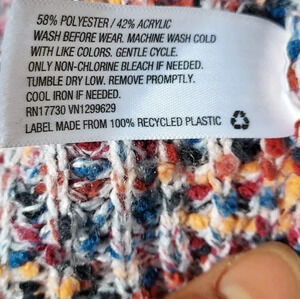 58% POLYESTER / 42% ACRYLIC
WASH BEFORE WEAR. MACHINE WASH COLD
WITH LIKE COLORS. GENTLE CYCLE.
ONLY NON-CHLORINE BLEACH IF NEEDED.
TUMBLE DRY LOW. REMOVE PROMPTLY.
COOL IRON IF NEEDED.
RN17730 VN1299629
LABEL MADE FROM 100% RECYCLED PLASTIC